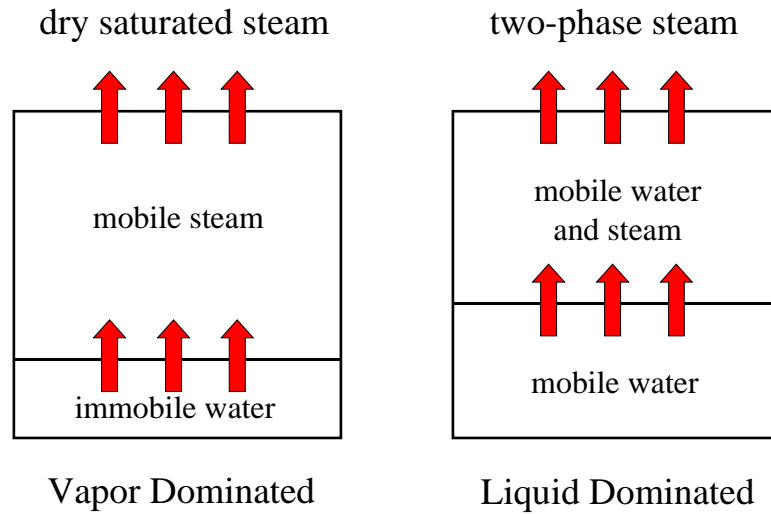 dry saturated steam
two-phase steam
mobile steam
mobile water
and steam
immobile water
mobile water
Vapor Dominated
Liquid Dominated